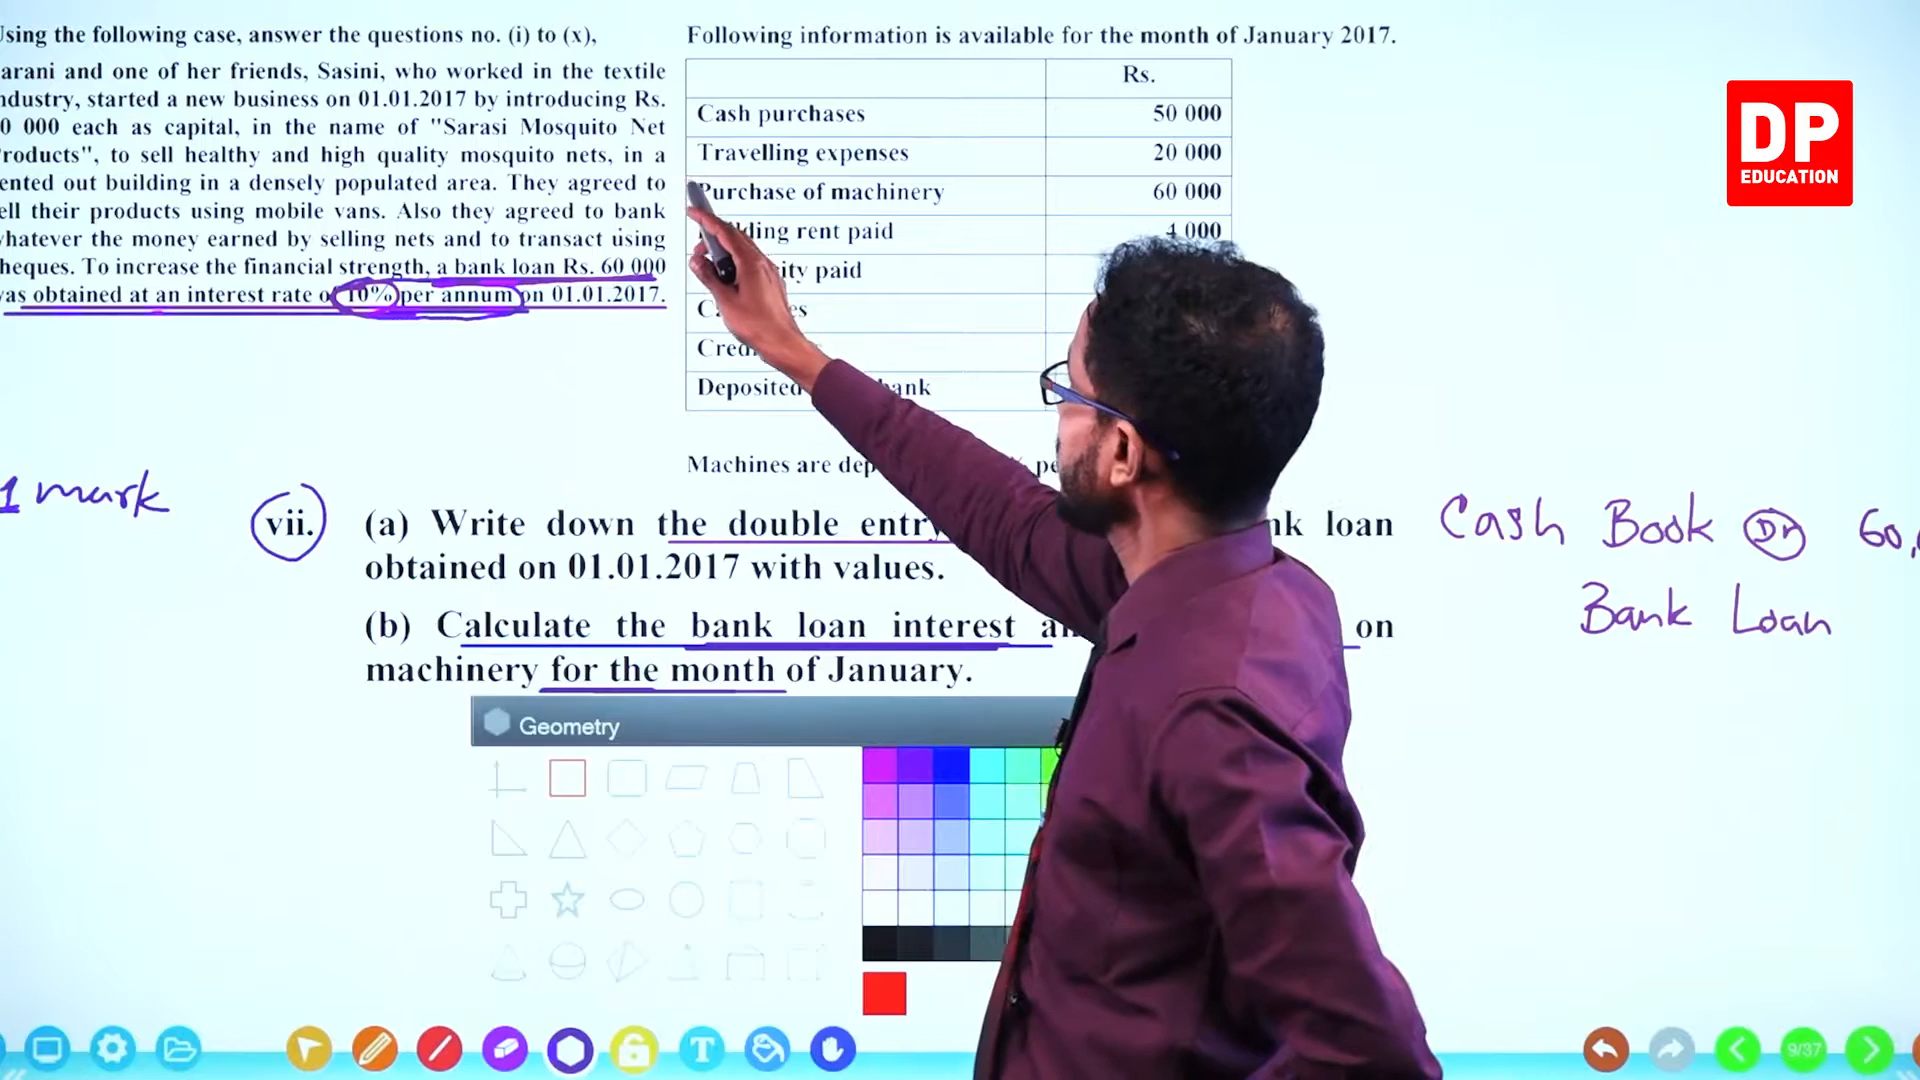 Using the following case, answer the questions no. (i) to (x),
arani and one of her friends, Sasini, who worked in the textile
ndustry, started a new business on 01.01.2017 by introducing Rs.
0 000 each as capital, in the name of "Sarasi Mosquito Net
roducts", to sell healthy and high quality mosquito nets, in a
ented out building in a densely populated area. They agreed to
ell their products using mobile vans. Also they agreed to bank
whatever the money earned by selling nets and to transact using
heques. To increase the financial strength, a bank loan Rs. 60 000
was obtained at an interest rate of 10% per annum on 01.01.2017.
Following information is available for the month of January 2017.
Rs.
Cash purchases 50 000
Travelling expenses 20 000
Purchase of machinery 60 000
rent paid 4 000
paid
Deposited bank
Machines are
1 mark
vii. (a) Write down the double entry loan
obtained on 01.01.2017 with values.
(b) Calculate the bank loan interest on
machinery for the month of January.
Cash Book Dr 60,
Bank Loan
Geometry
DP
EDUCATION
T
9/37